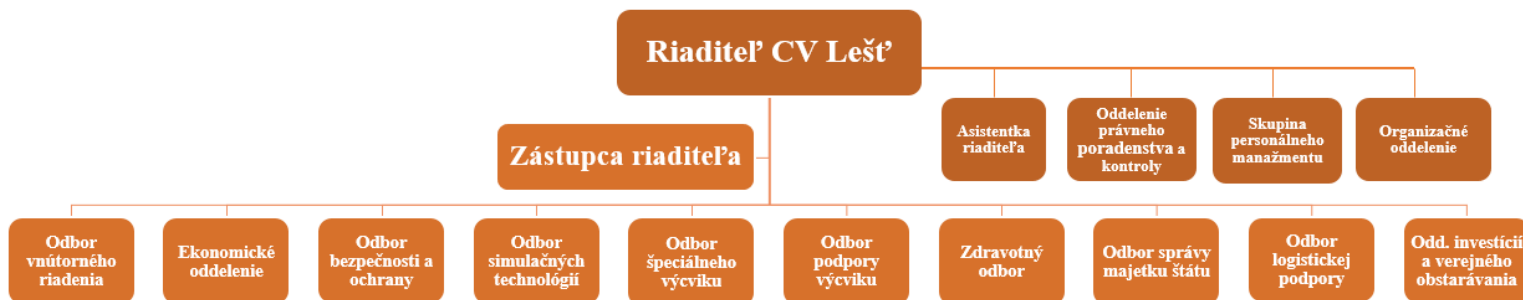 Riaditeľ CV Lešť
Zástupca riaditeľa
Asistentka
riaditeľa
Oddelenie
právneho
poradenstva a
kontroly
Skupina
personálneho
manažmentu
Organizačné
oddelenie
Odbor
vnútorného
riadenia
Ekonomické
oddelenie
Odbor
bezpečnosti a
ochrany
Odbor
simulačných
technológií
Odbor
špeciálneho
výcviku
Odbor
podpory
výcviku
Zdravotný
odbor
Odbor správy
majetku štátu
Odbor
logistickej
podpory
Odd. investícií
a verejného
obstarávania